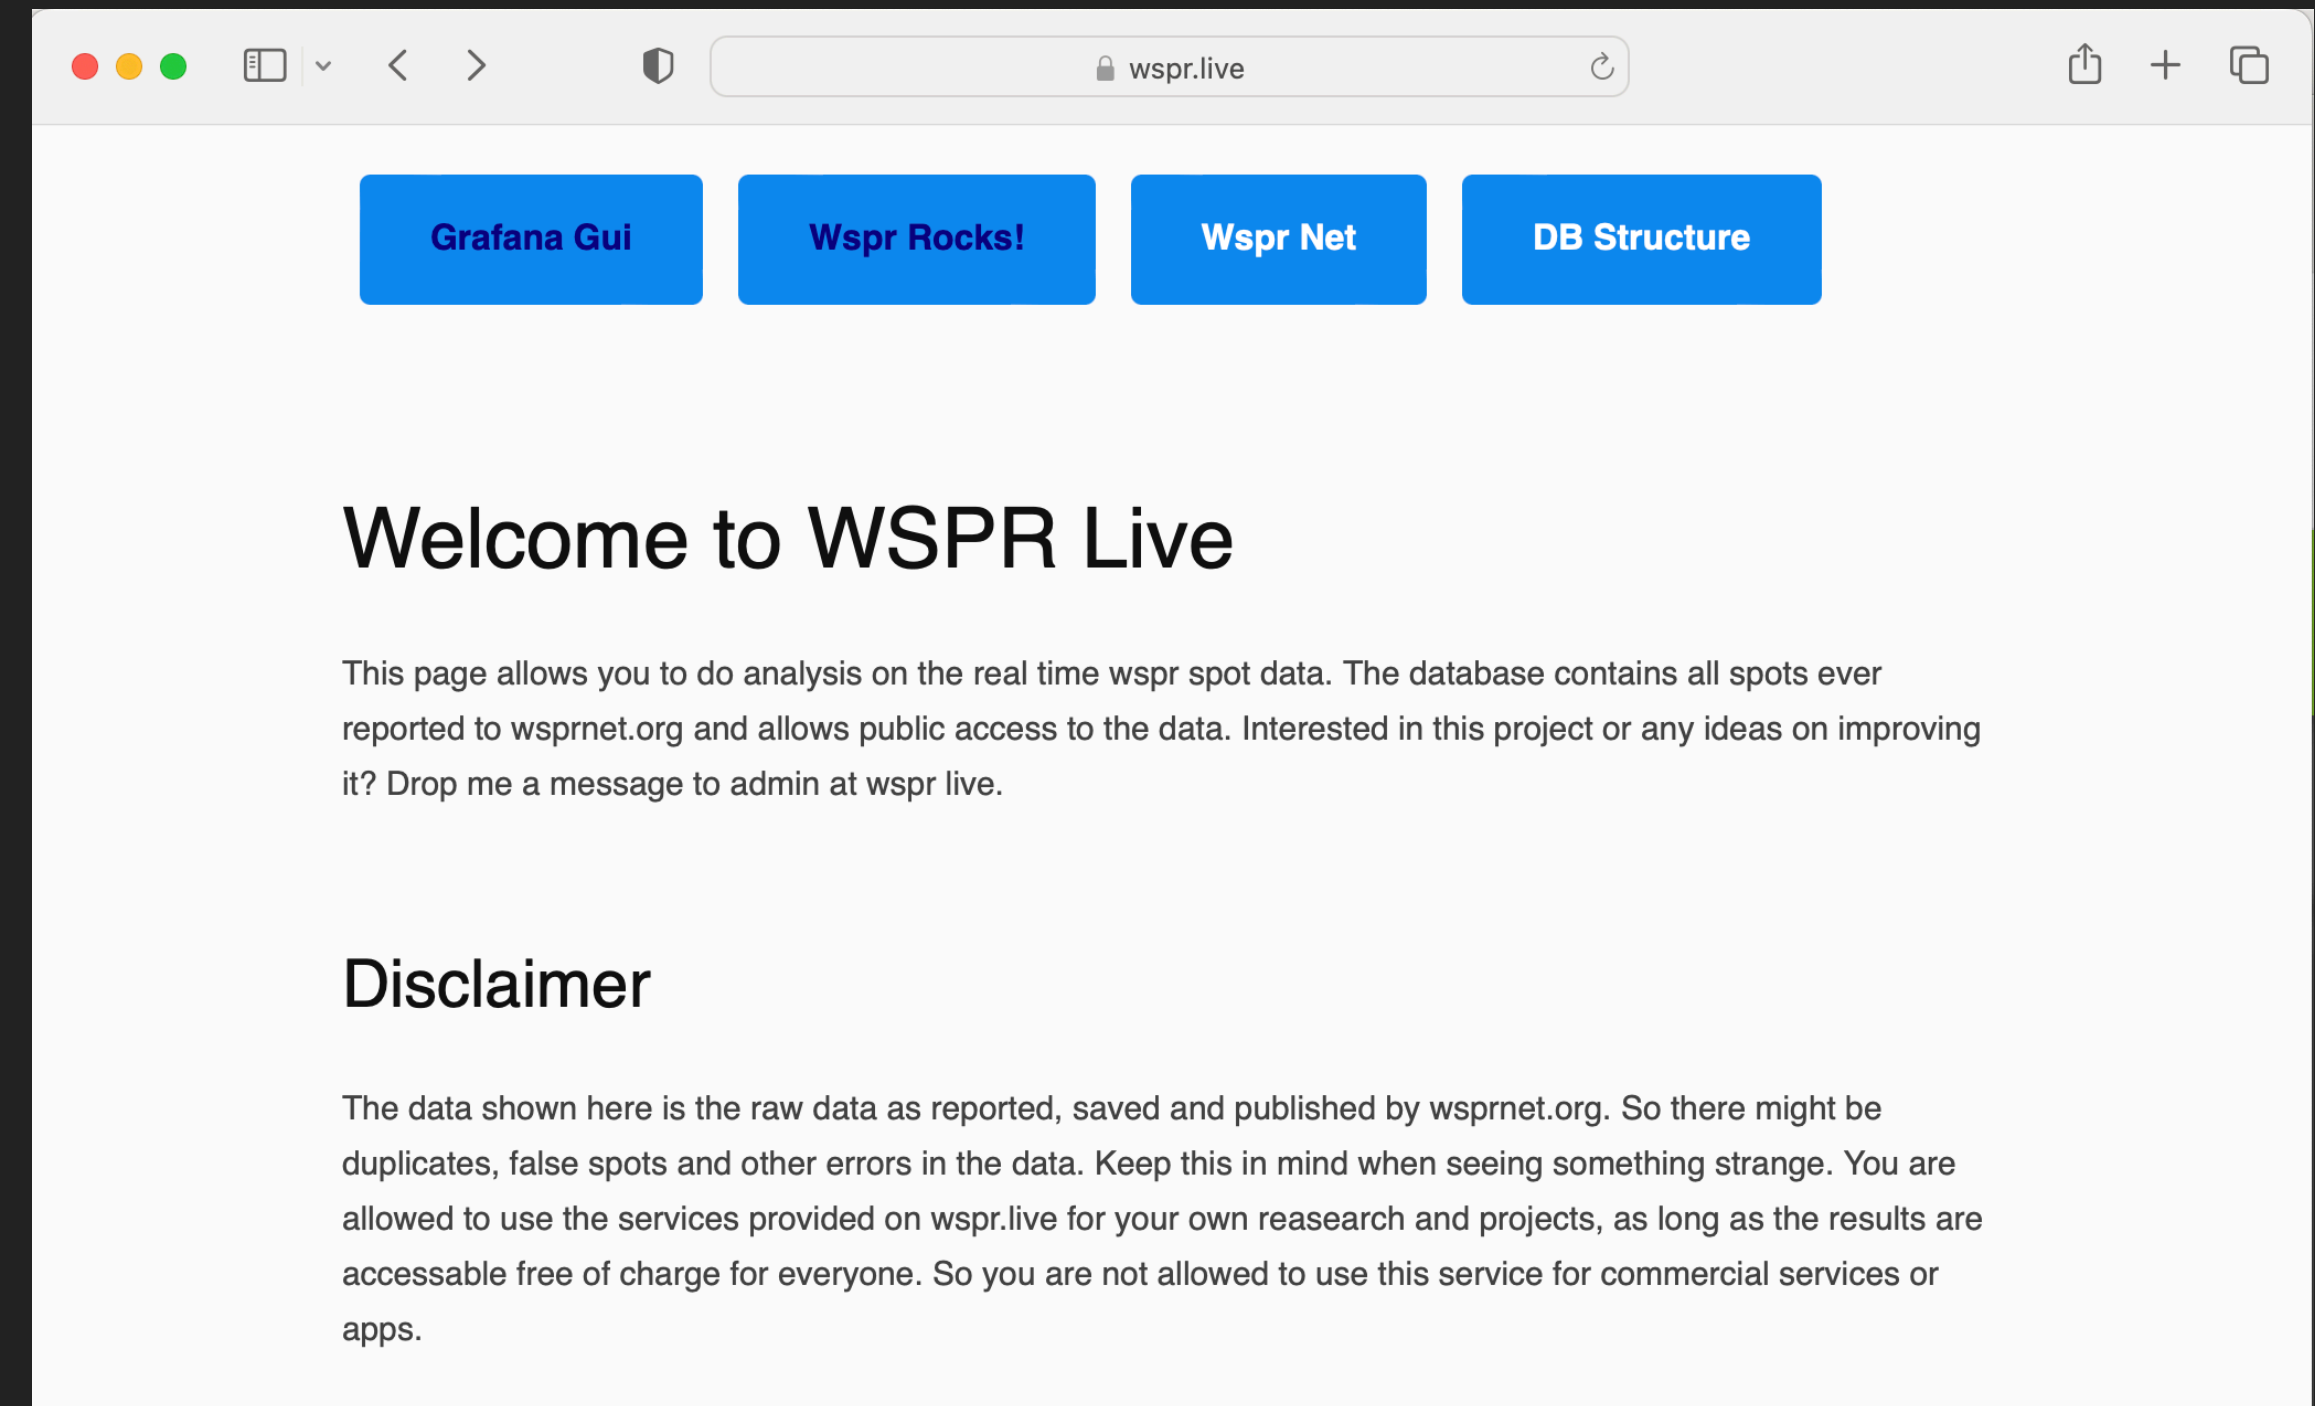 wspr.live
Grafana Gui
Wspr Rocks!
Wspr Net
DB Structure
Welcome to WSPR Live
This page allows you to do analysis on the real time wspr spot data. The database contains all spots ever
reported to wsprnet.org and allows public access to the data. Interested in this project or any ideas on improving
it? Drop me a message to admin at wspr live.
Disclaimer
The data shown here is the raw data as reported, saved and published by wsprnet.org. So there might be
duplicates, false spots and other errors in the data. Keep this in mind when seeing something strange. You are
allowed to use the services provided on wspr.live for your own reasearch and projects, as long as the results are
accessable free of charge for everyone. So you are not allowed to use this service for commercial services or
apps.